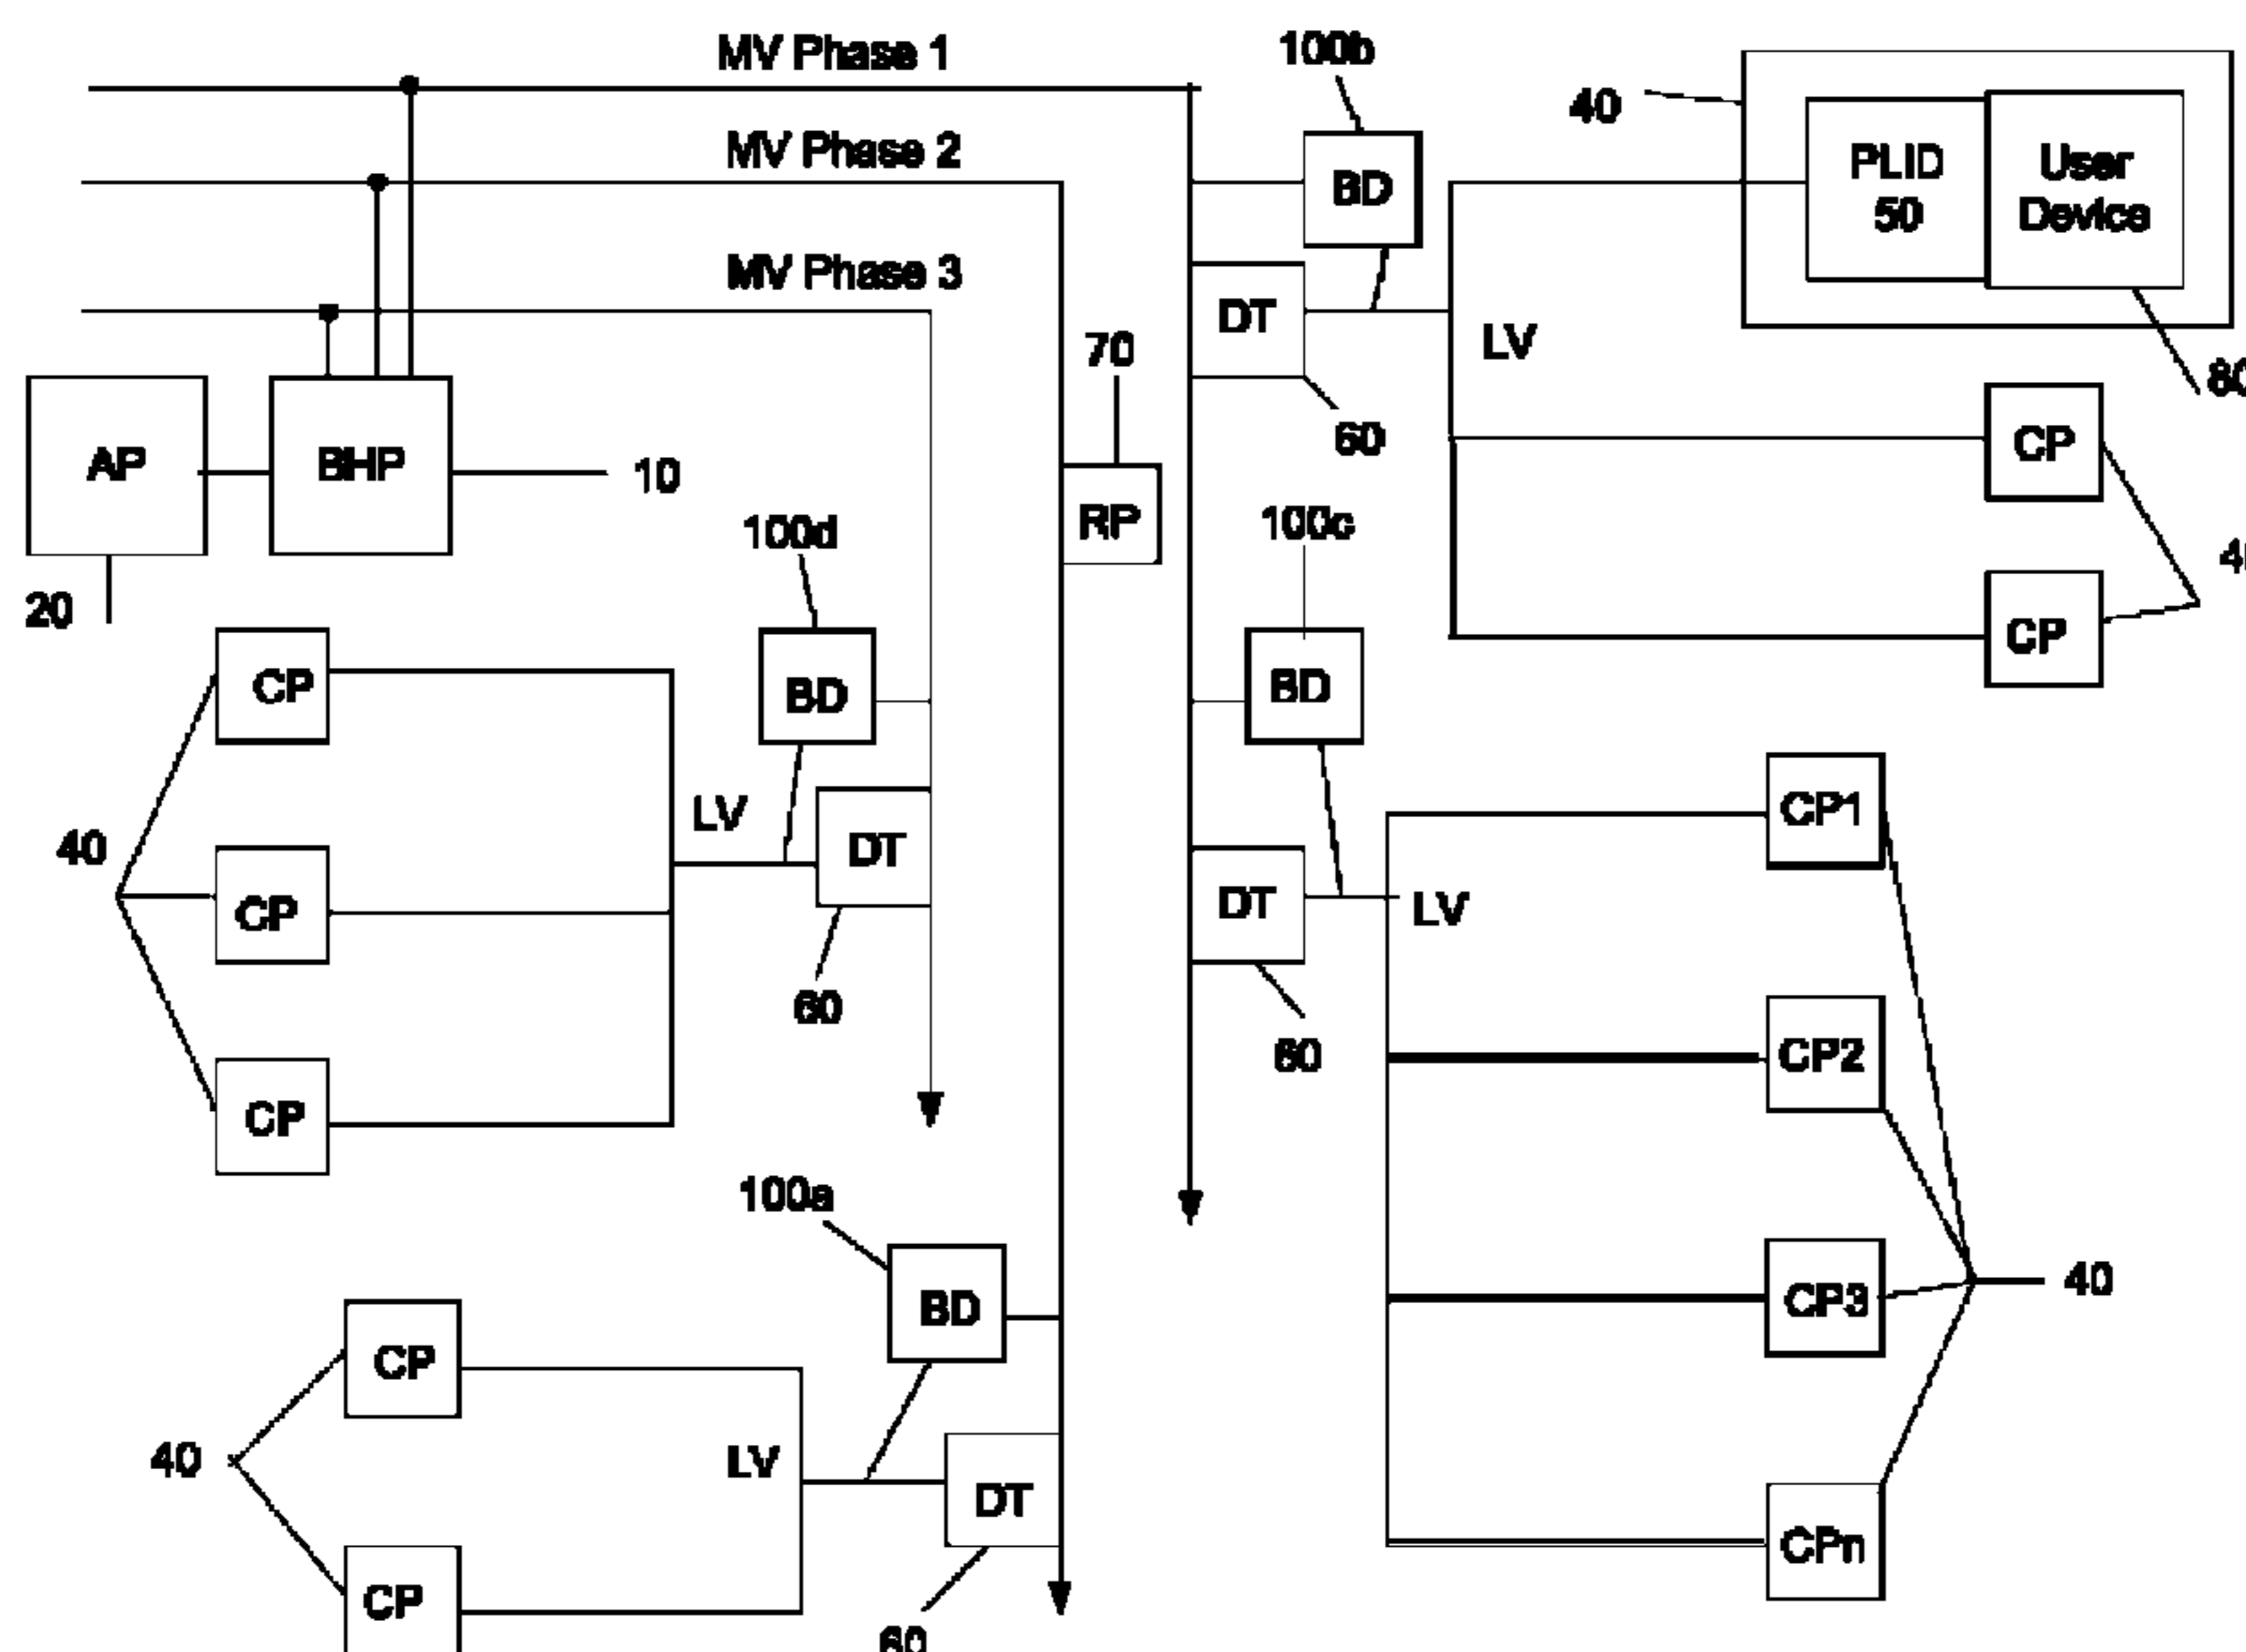 MV Phase 1
100b
40
PLID
50
User
Device
BD
MV Phase 2
MV Phase 3
DT
LV
70
80
60
AP
BHP
10
CP
RP
100d
100c
20
CP
CP
BD
BD
CP1
LV
40
DT
CP
DT
LV
60
60
CP2
CP
100a
40
BD
CP3
CP
40
LV
DT
CPn
CP
60